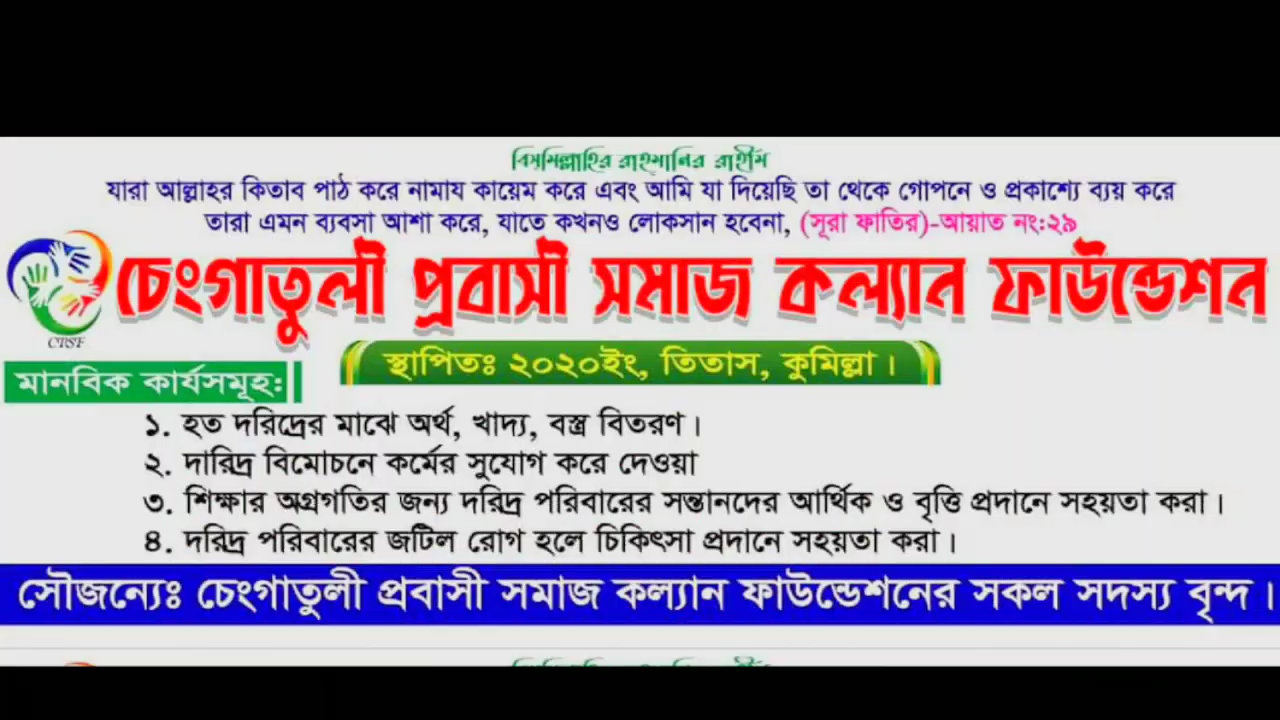 বিসমিল্লাহির রাহমানির রাহীম
যারা আল্লাহর কিতাব পাঠ করে নামায কায়েম করে এবং আমি যা দিয়েছি তা থেকে গোপনে ও প্রকাশ্যে ব্যয় করে
তারা এমন ব্যবসা আশা করে, যাতে কখনও লোকসান হবেনা, (সূরা ফাতির)-আয়াত নং:২৯
চেংগাতুলী প্রবাসী সমাজ কল্যান ফাউন্ডেশন
CPSF
স্থাপিতঃ ২০২০ইং, তিতাস, কুমিল্লা।
মানবিক কার্যসমূহ:
১. হত দরিদ্রের মাঝে অর্থ, খাদ্য, বস্ত্র বিতরণ।
২. দারিদ্র বিমোচনে কর্মের সুযোগ করে দেওয়া
৩. শিক্ষার অগ্রগতির জন্য দরিদ্র পরিবারের সন্তানদের আর্থিক ও বৃত্তি প্রদানে সহয়তা করা।
৪. দরিদ্র পরিবারের জটিল রোগ হলে চিকিৎসা প্রদানে সহয়তা করা।
সৌজন্যেঃ চেংগাতুলী প্রবাসী সমাজ কল্যান ফাউন্ডেশনের সকল সদস্য বৃন্দ।